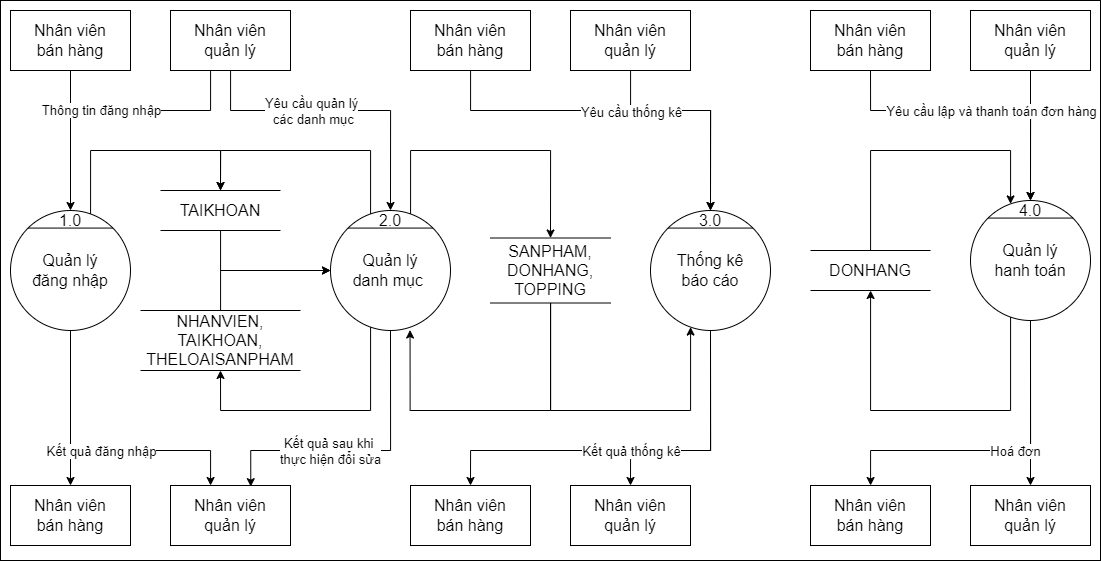 Nhân viên
bán hàng
Nhân viên
quản lý
Nhân viên
bán hàng
Nhân viên
quản lý
Nhân viên
bán hàng
Nhân viên
quản lý
Thông tin đăng nhập
Yêu cầu quản lý
các danh mục
Yêu cầu thống kê
Yêu cầu lập và thanh toán đơn hàng
TAIKHOAN
1.0
Quản lý
đăng nhập
2.0
Quản lý
danh mục
SANPHAM,
DONHANG,
TOPPING
3.0
Thống kê
báo cáo
DONHANG
4.0
Quản lý
hanh toán
NHANVIEN,
TAIKHOAN,
THELOAISANPHAM
Kết quả đăng nhập
Kết quả sau khi
thực hiện đổi sửa
Kết quả thống kê
Hoá đơn
Nhân viên
bán hàng
Nhân viên
quản lý
Nhân viên
bán hàng
Nhân viên
quản lý
Nhân viên
bán hàng
Nhân viên
quản lý